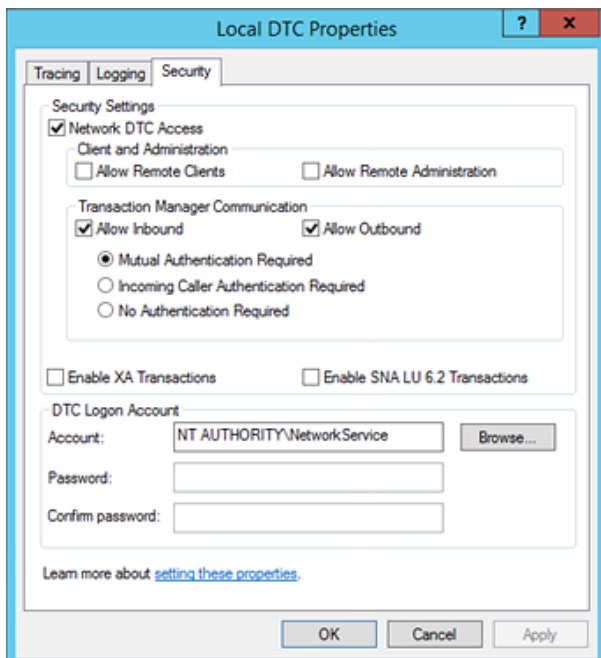 Local DTC Properties
? x
Tracing Logging Security
Security Settings
Network DTC Access
Client and Administration
Allow Remote Clients Allow Remote Administration
Transaction Manager Communication
Allow Inbound Allow Outbound
Mutual Authentication Required
Incoming Caller Authentication Required
No Authentication Required
Enable XA Transactions Enable SNA LU 6.2 Transactions
DTC Logon Account
Account: NT AUTHORITY\NetworkService Browse...
Password:
Confirm password:
Learn more about setting these properties.
OK Cancel Apply